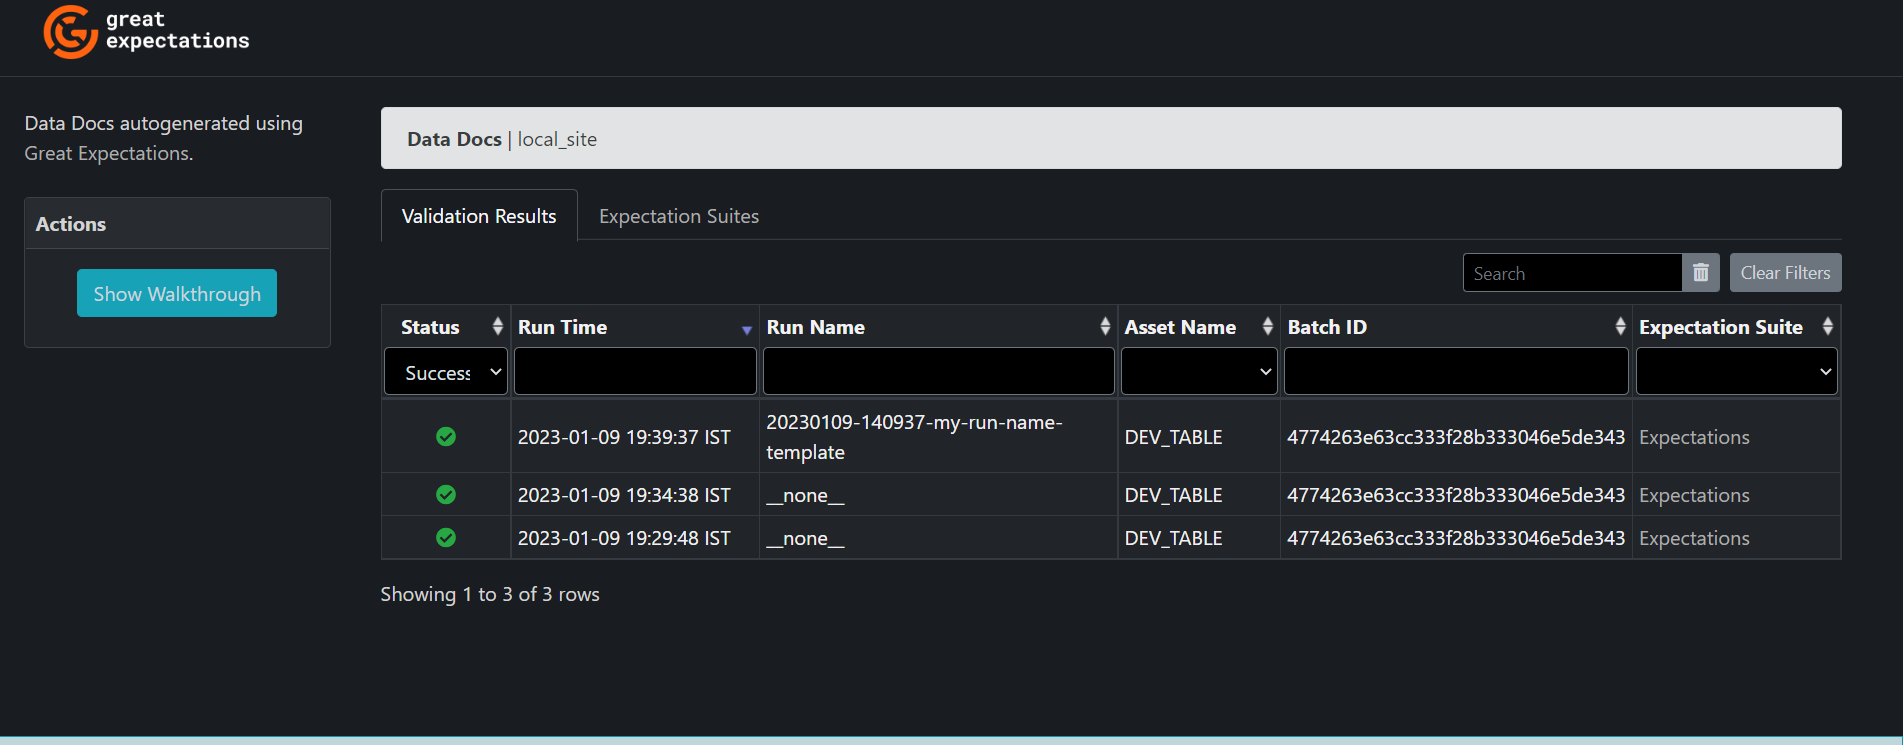 great
expectations
Data Docs autogenerated using
Great Expectations.
Actions
Show Walkthrough
Data Docs | local_site
Validation Results Expectation Suites
Search Clear Filters
Status Run Time Run Name Asset Name Batch ID Expectation Suite
Success
2023-01-09 19:39:37 IST 20230109-140937-my-run-name-
template DEV_TABLE 4774263e63cc333f28b333046e5de343 Expectations
2023-01-09 19:34:38 IST __none__ DEV_TABLE 4774263e63cc333f28b333046e5de343 Expectations
2023-01-09 19:29:48 IST __none__ DEV_TABLE 4774263e63cc333f28b333046e5de343 Expectations
Showing 1 to 3 of 3 rows